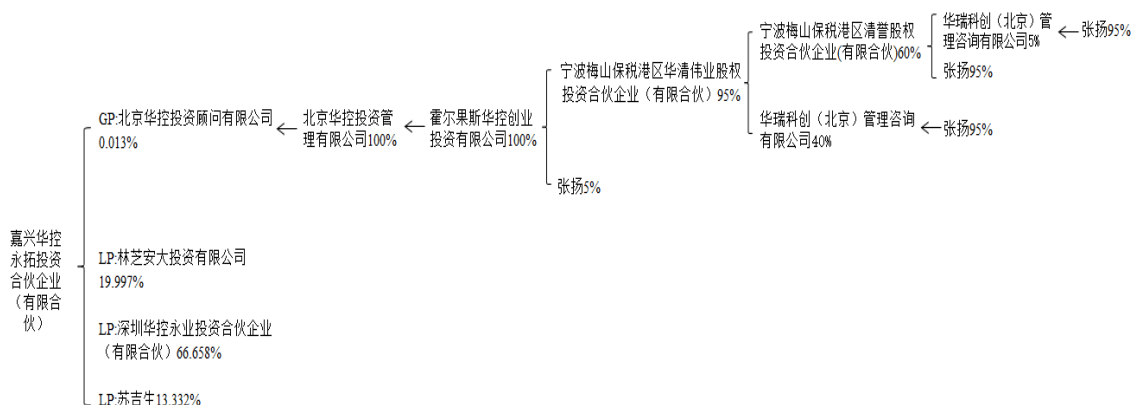 嘉兴华控
永拓投资
合伙企业
（有限合
伙）
GP:北京华控投资顾问有限公司
0.013%
北京华控投资管
理有限公司100%
霍尔果斯华控创业
投资有限公司100%
宁波梅山保税港区华清伟业股权
投资合伙企业（有限合伙）95%
宁波梅山保税港区清誉股权
投资合伙企业(有限合伙)60%
华瑞科创（北京）管
理咨询有限公司5%
张扬95%
张扬95%
华瑞科创（北京）管理咨询
有限公司40%
张扬95%
张扬5%
LP:林芝安大投资有限公司
19.997%
LP:深圳华控永业投资合伙企业
（有限合伙）66.658%
LP:苏吉生13.332%